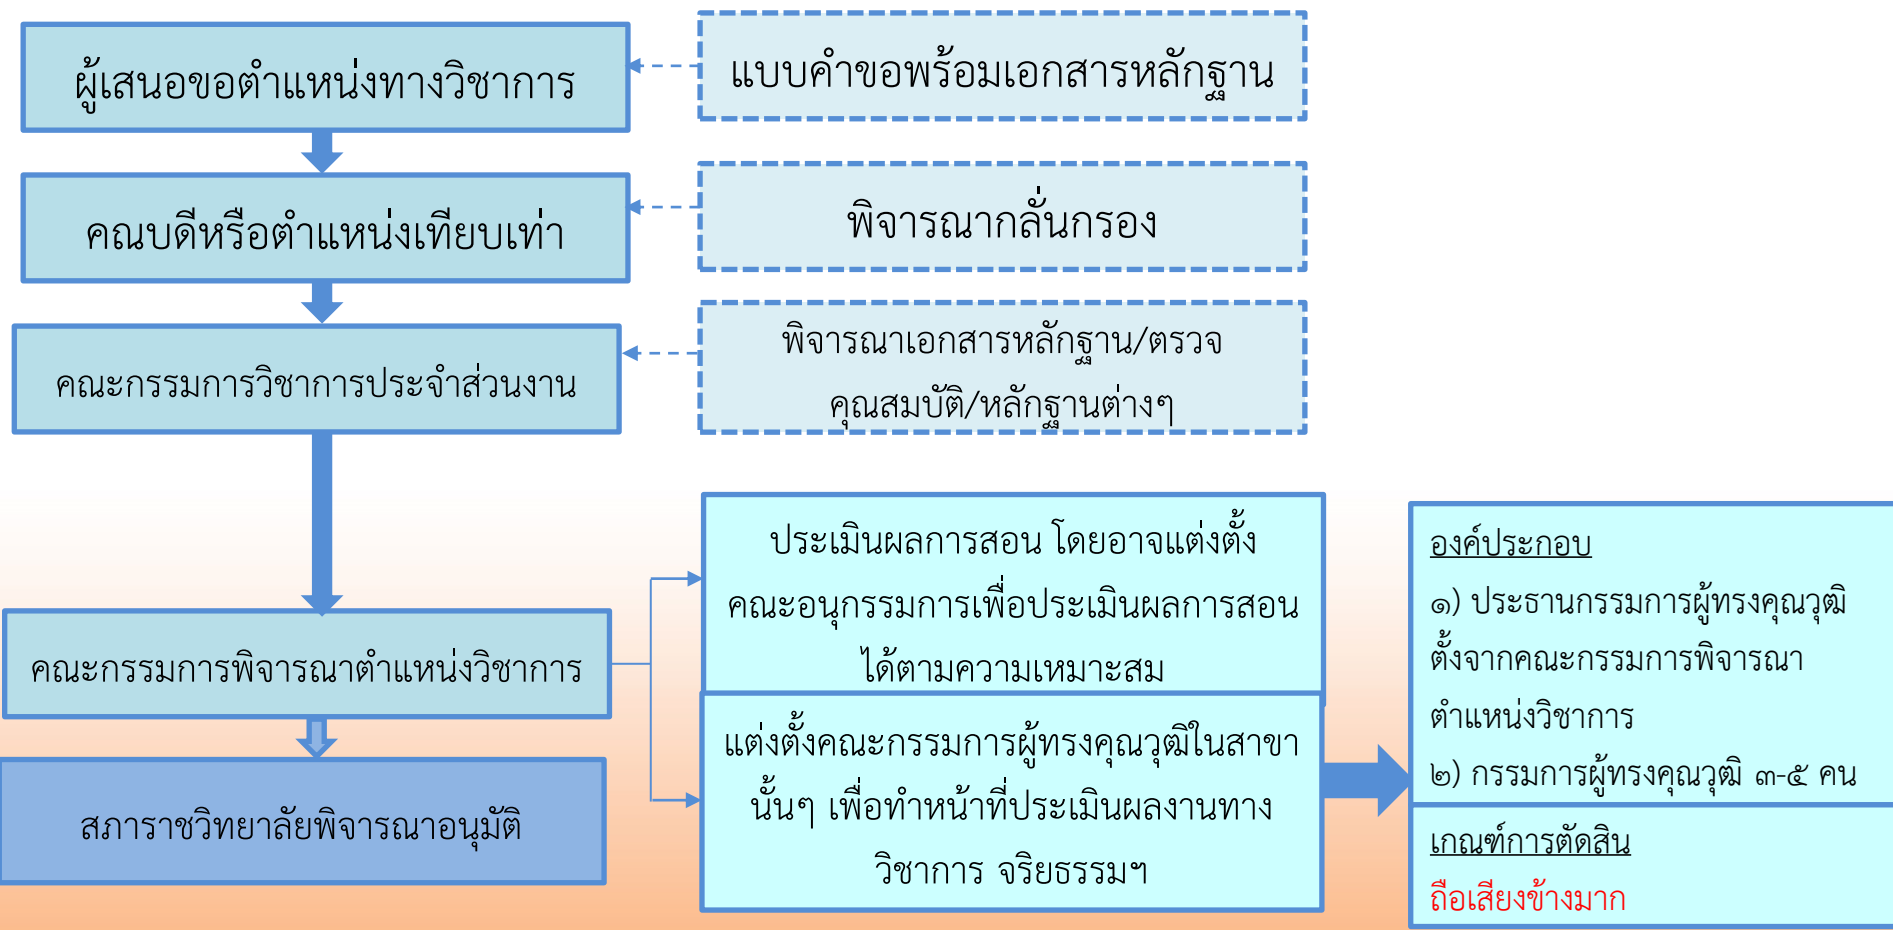 ผู้เสนอขอตำแหน่งทางวิชาการ
แบบคำขอพร้อมเอกสารหลักฐาน
คณบดีหรือตำแหน่งเทียบเท่า
พิจารณากลั่นกรอง
คณะกรรมการวิชาการประจำส่วนงาน
พิจารณาเอกสารหลักฐาน/ตรวจ
คุณสมบัติ/หลักฐานต่างๆ
คณะกรรมการพิจารณาตำแหน่งวิชาการ
ประเมินผลการสอน โดยอาจแต่งตั้ง
คณะอนุกรรมการเพื่อประเมินผลการสอน
ได้ตามความเหมาะสม
แต่งตั้งคณะกรรมการผู้ทรงคุณวุฒิในสาขา
นั้นๆ เพื่อทำหน้าที่ประเมินผลงานทาง
วิชาการ จริยธรรมฯ
องค์ประกอบ
๑) ประธานกรรมการผู้ทรงคุณวุฒิ
ตั้งจากคณะกรรมการพิจารณา
ตำแหน่งวิชาการ
๒) กรรมการผู้ทรงคุณวุฒิ ๓-๕ คน
เกณฑ์การตัดสิน
ถือเสียงข้างมาก
สภาราชวิทยาลัยพิจารณาอนุมัติ